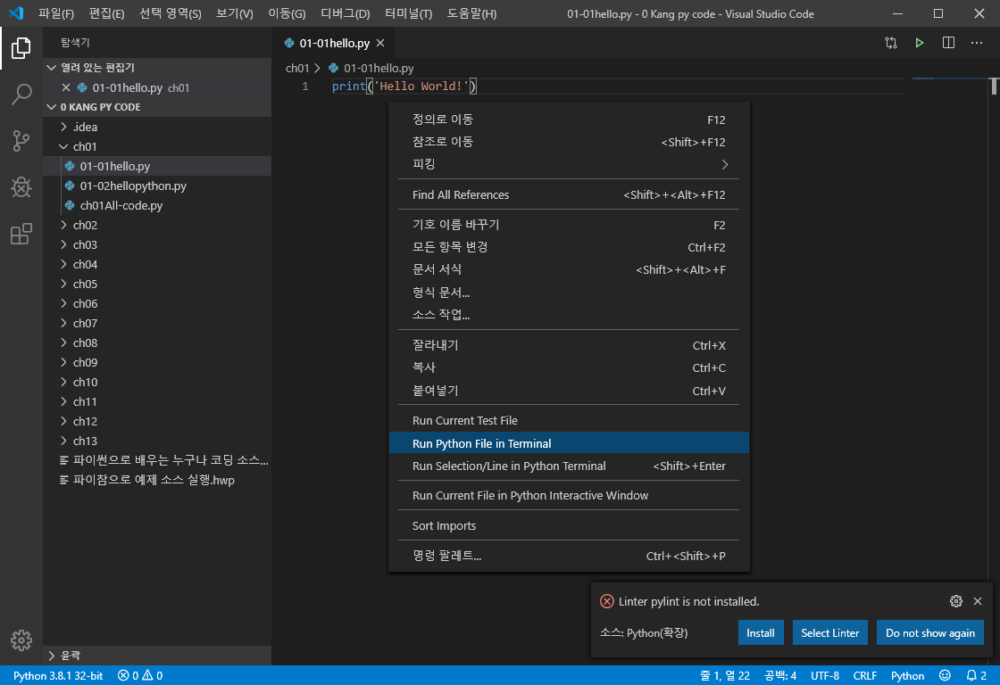 파일(F) 편집(E) 선택 영역(S) 보기(V) 이동(G) 디버그(D) 터미널(T) 도움말(H) 01-01hello.py - 0 Kang py code - Visual Studio Code
탐색기
열려 있는 편집기
01-01hello.py ch01
0 KANG PY CODE
.idea
ch01
01-01hello.py
01-02hellopython.py
ch01All-code.py
ch02
ch03
ch04
ch05
ch06
ch07
ch08
ch09
ch10
ch11
ch12
ch13
파이썬으로 배우는 누구나 코딩 소스...
파이참으로 예제 소스 실행.hwp
윤곽
01-01hello.py
ch01 > 01-01hello.py
1 print('Hello World!')
정의로 이동 F12
참조로 이동 <Shift>+F12
피킹
Find All References <Shift>+<Alt>+F12
기호 이름 바꾸기 F2
모든 항목 변경 Ctrl+F2
문서 서식 <Shift>+<Alt>+F
형식 문서...
소스 작업...
잘라내기 Ctrl+X
복사 Ctrl+C
붙여넣기 Ctrl+V
Run Current Test File
Run Python File in Terminal
Run Selection/Line in Python Terminal <Shift>+Enter
Run Current File in Python Interactive Window
Sort Imports
명령 팔레트... Ctrl+<Shift>+P
Linter pylint is not installed.
소스: Python(확장) Install Select Linter Do not show again
Python 3.8.1 32-bit 0 0 줄 1, 열 22 공백: 4 UTF-8 CRLF Python 2